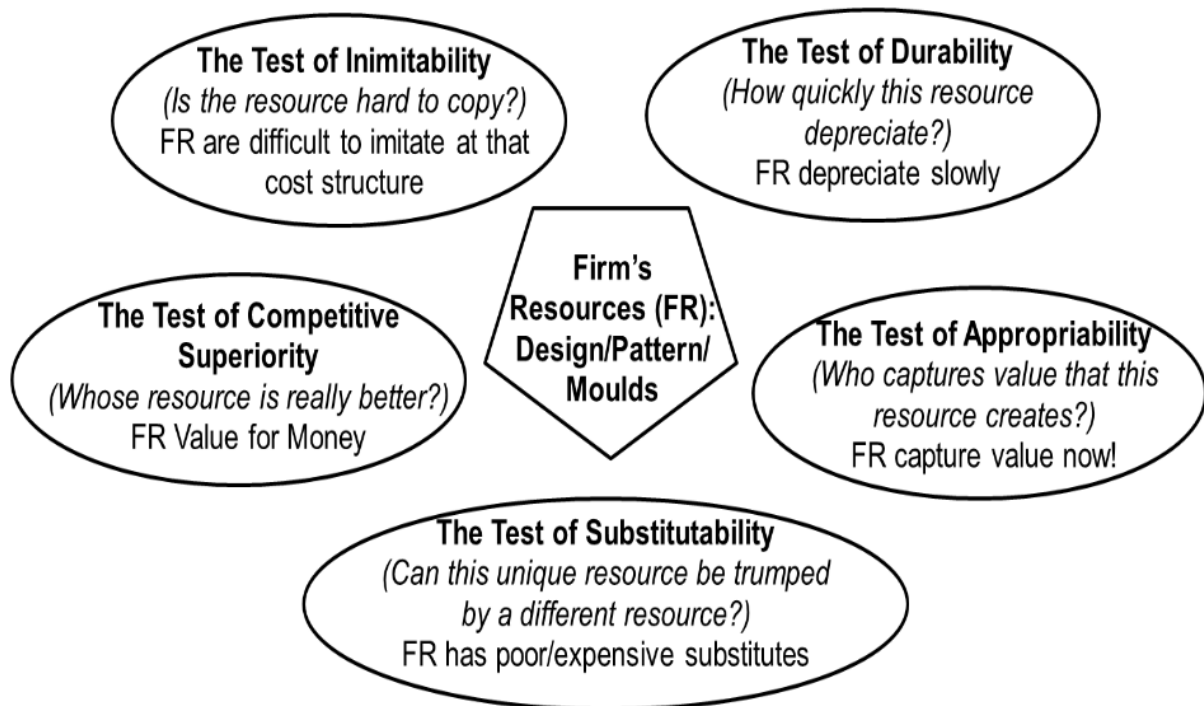 The Test of Inimitability
(Is the resource hard to copy?)
FR are difficult to imitate at that
cost structure
The Test of Durability
(How quickly this resource
depreciate?)
FR depreciate slowly
Firm's
Resources (FR):
Design/Pattern/
Moulds
The Test of Competitive
Superiority
(Whose resource is really better?)
FR Value for Money
The Test of Appropriability
(Who captures value that this
resource creates?)
FR capture value now!
The Test of Substitutability
(Can this unique resource be trumped
by a different resource?)
FR has poor/expensive substitutes